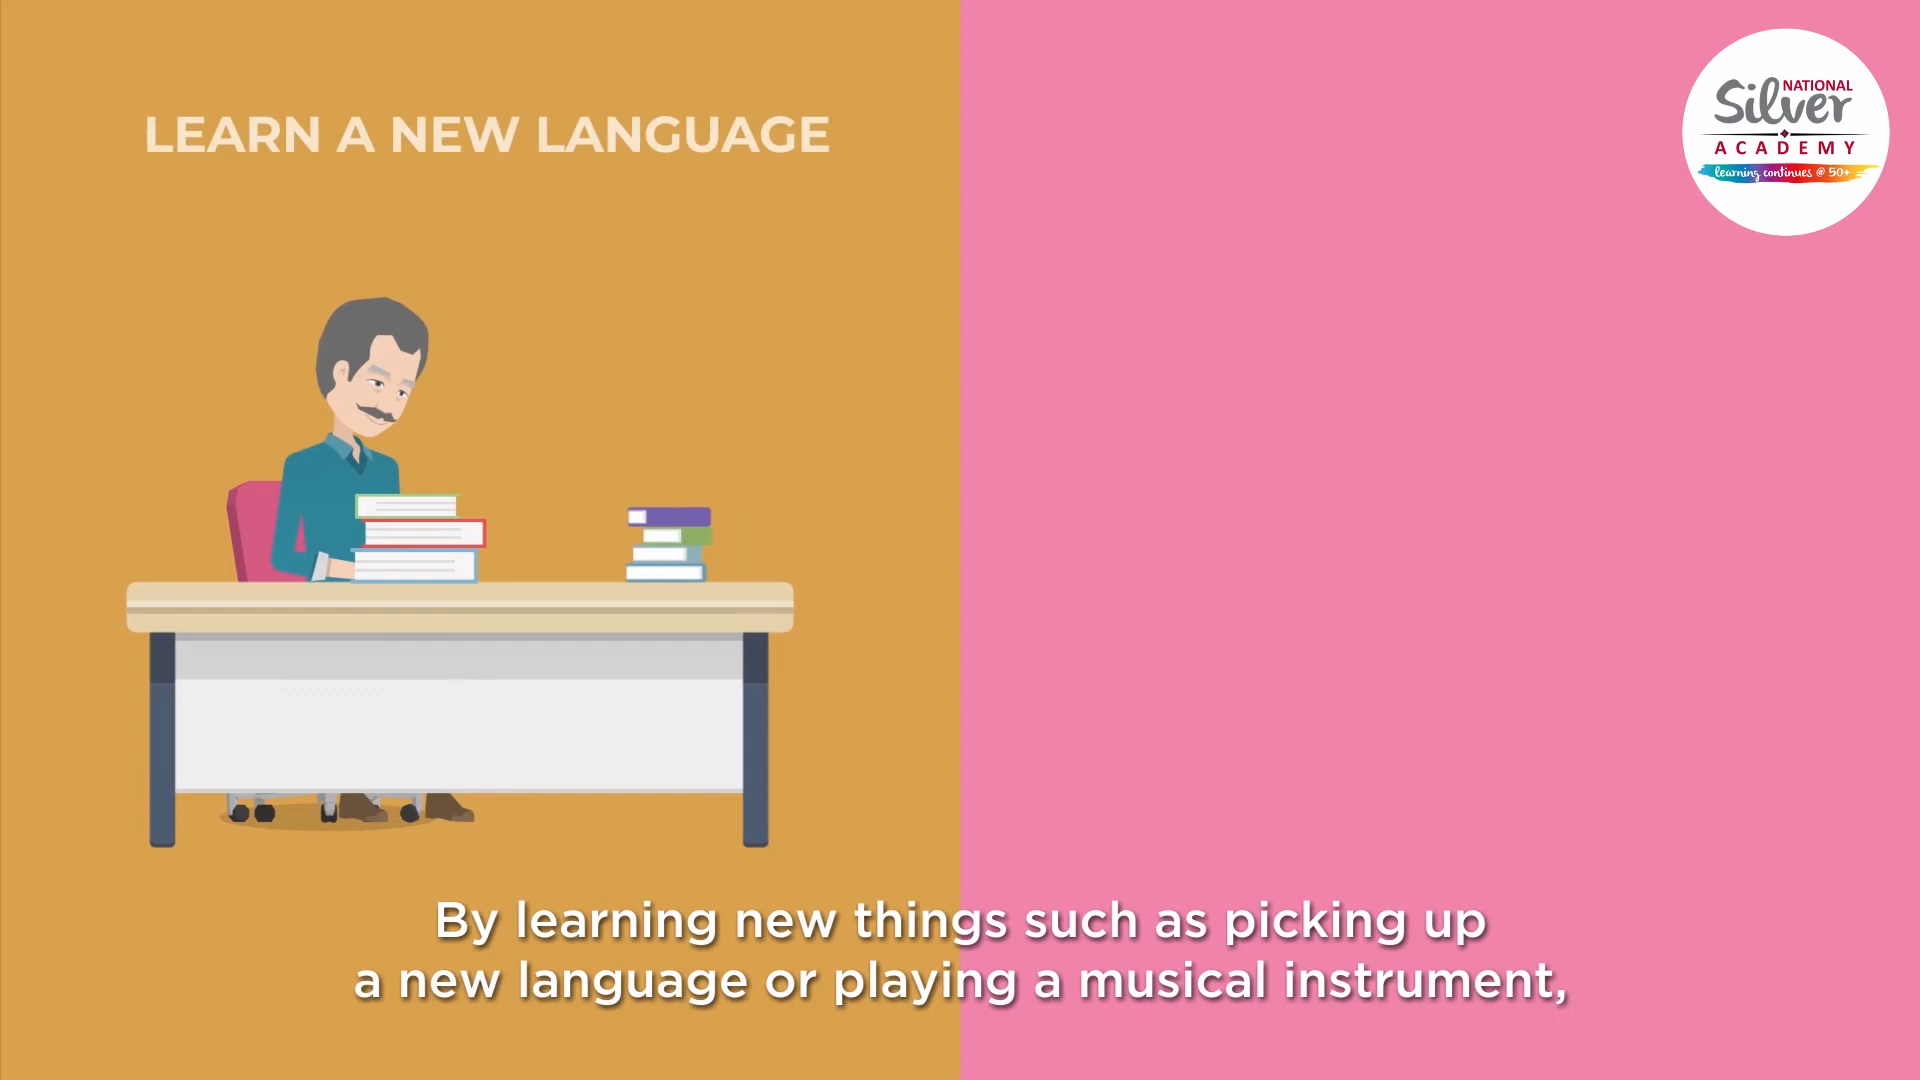 LEARN A NEW LANGUAGE
NATIONAL
Silver
ACADEMY
learning continues @ 50+
By learning new things such as picking up
a new language or playing a musical instrument,